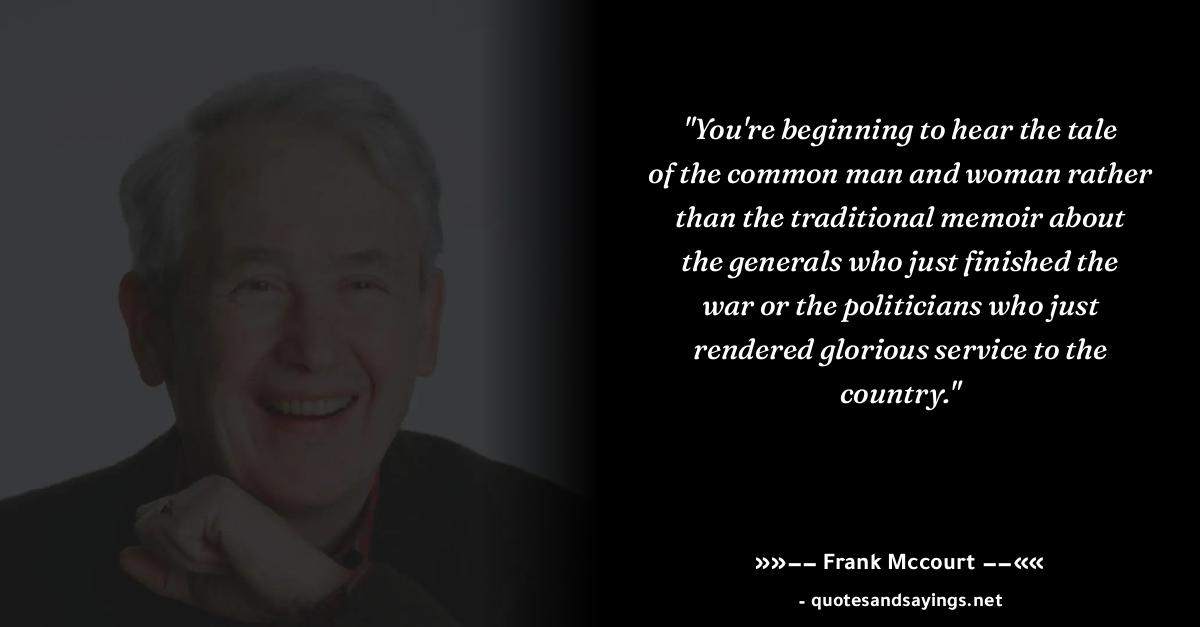 "You're beginning to hear the tale
of the common man and woman rather
than the traditional memoir about
the generals who just finished the
war or the politicians who just
rendered glorious service to the
country."
»»–– Frank Mccourt ––««
- quotesandsayings.net